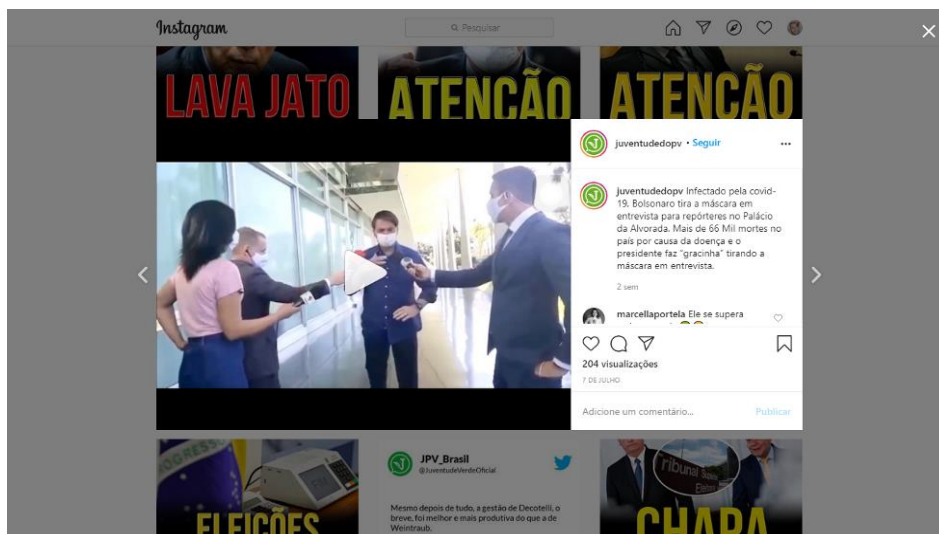 Instagram
Pesquisar
LAVA JATO
ATENÇÃO
ATENÇÃO
juventudedopv • Seguir
juventudedopv Infectado pela covid-
19. Bolsonaro tira a máscara em
entrevista para repórteres no Palácio
da Alvorada. Mais de 66 Mil mortes no
país por causa da doença e o
presidente faz "gracinha" tirando a
máscara em entrevista.
2 sem
marcellaportela Ele se supera
204 visualizações
7 DE JULHO
Adicione um comentário...
Publicar
PROGRESSO
FIM
ELEIÇÕES
JPV_Brasil
@JuventudeVerdeOficial
Mesmo depois de tudo, a gestão de Decotelli, o
breve, foi melhor e mais produtiva do que a de
Weintraub.
Tribunal
CHAPA